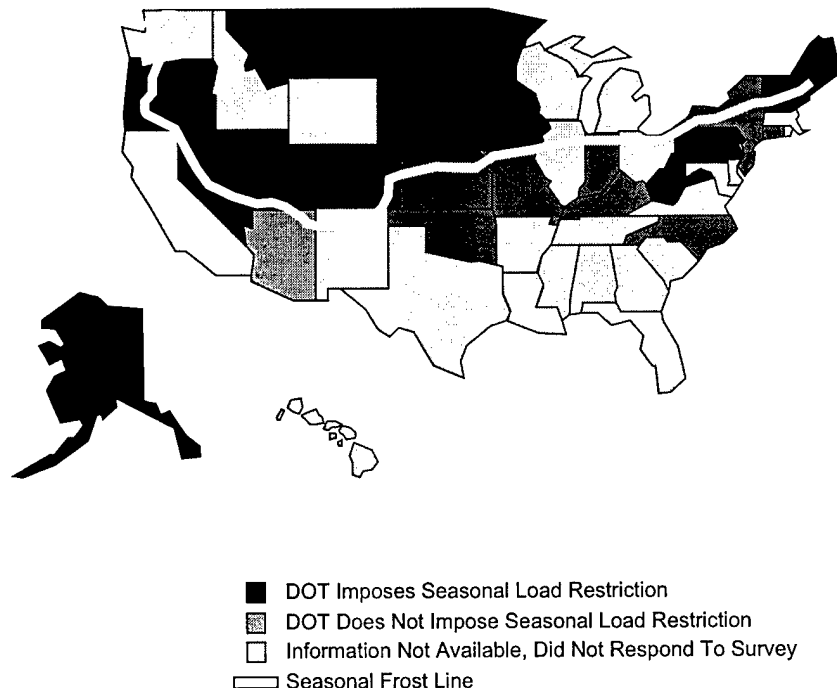 DOT Imposes Seasonal Load Restriction
DOT Does Not Impose Seasonal Load Restriction
Information Not Available, Did Not Respond To Survey
Seasonal Frost Line